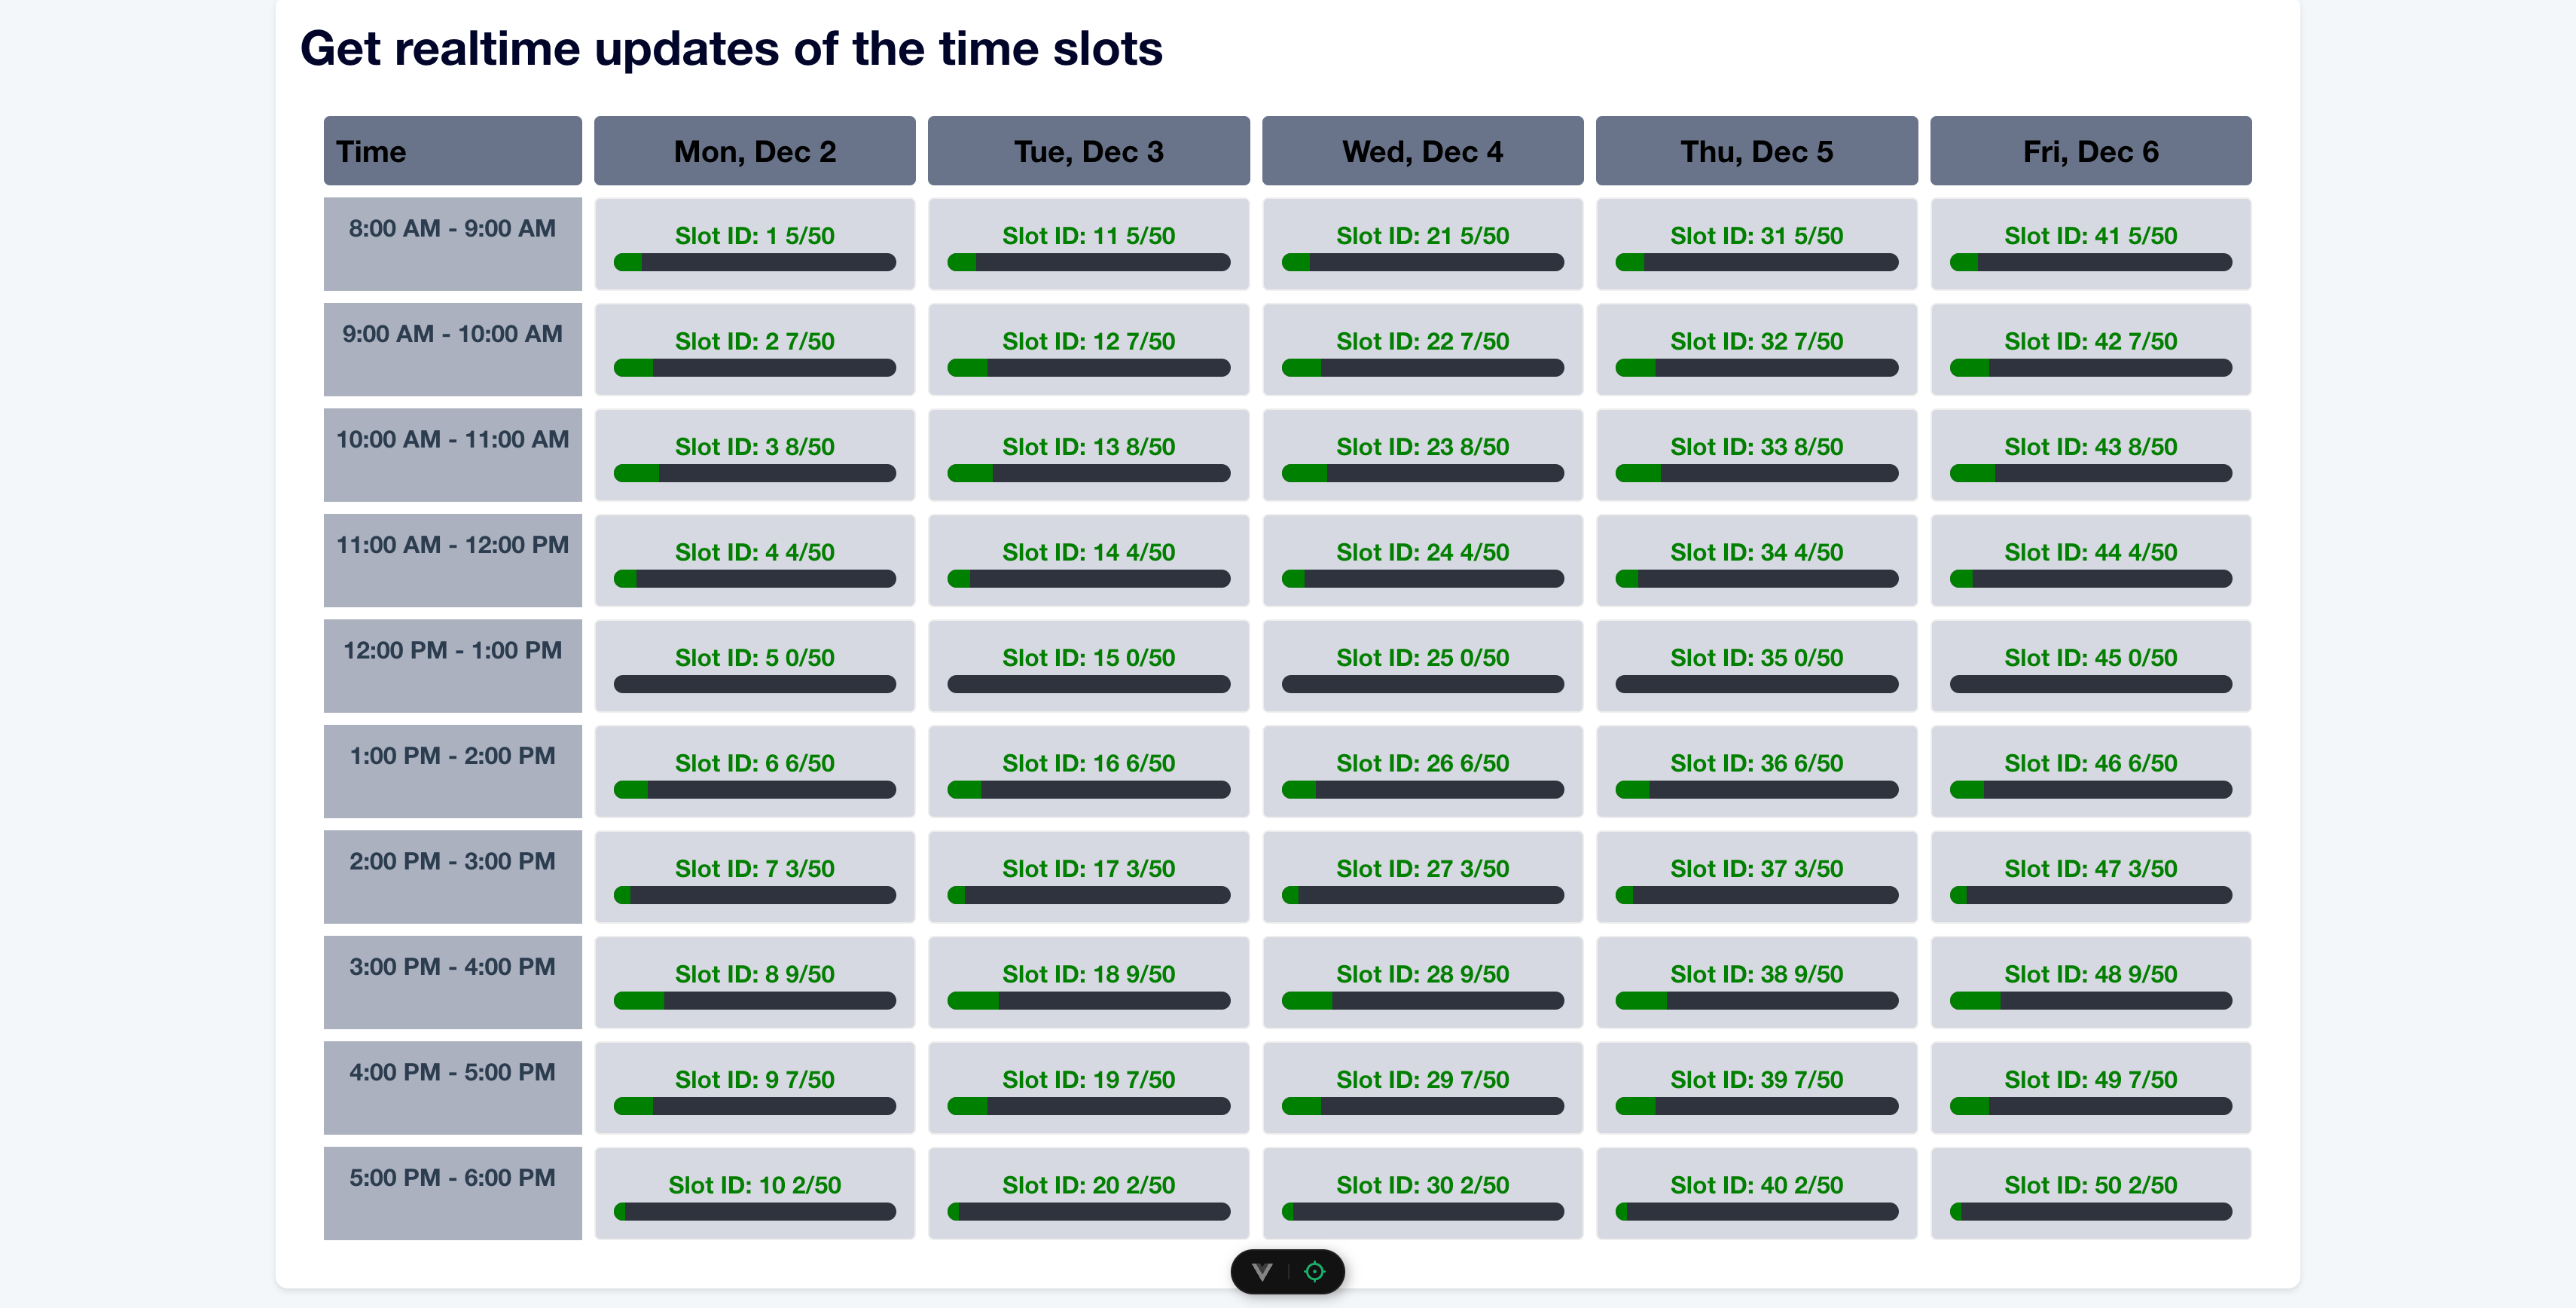 Get realtime updates of the time slots
Time Mon, Dec 2 Tue, Dec 3 Wed, Dec 4 Thu, Dec 5 Fri, Dec 6
8:00 AM - 9:00 AM Slot ID: 1 5/50 Slot ID: 11 5/50 Slot ID: 21 5/50 Slot ID: 31 5/50 Slot ID: 41 5/50
9:00 AM - 10:00 AM Slot ID: 2 7/50 Slot ID: 12 7/50 Slot ID: 22 7/50 Slot ID: 32 7/50 Slot ID: 42 7/50
10:00 AM - 11:00 AM Slot ID: 3 8/50 Slot ID: 13 8/50 Slot ID: 23 8/50 Slot ID: 33 8/50 Slot ID: 43 8/50
11:00 AM - 12:00 PM Slot ID: 4 4/50 Slot ID: 14 4/50 Slot ID: 24 4/50 Slot ID: 34 4/50 Slot ID: 44 4/50
12:00 PM - 1:00 PM Slot ID: 5 0/50 Slot ID: 15 0/50 Slot ID: 25 0/50 Slot ID: 35 0/50 Slot ID: 45 0/50
1:00 PM - 2:00 PM Slot ID: 6 6/50 Slot ID: 16 6/50 Slot ID: 26 6/50 Slot ID: 36 6/50 Slot ID: 46 6/50
2:00 PM - 3:00 PM Slot ID: 7 3/50 Slot ID: 17 3/50 Slot ID: 27 3/50 Slot ID: 37 3/50 Slot ID: 47 3/50
3:00 PM - 4:00 PM Slot ID: 8 9/50 Slot ID: 18 9/50 Slot ID: 28 9/50 Slot ID: 38 9/50 Slot ID: 48 9/50
4:00 PM - 5:00 PM Slot ID: 9 7/50 Slot ID: 19 7/50 Slot ID: 29 7/50 Slot ID: 39 7/50 Slot ID: 49 7/50
5:00 PM - 6:00 PM Slot ID: 10 2/50 Slot ID: 20 2/50 Slot ID: 30 2/50 Slot ID: 40 2/50 Slot ID: 50 2/50